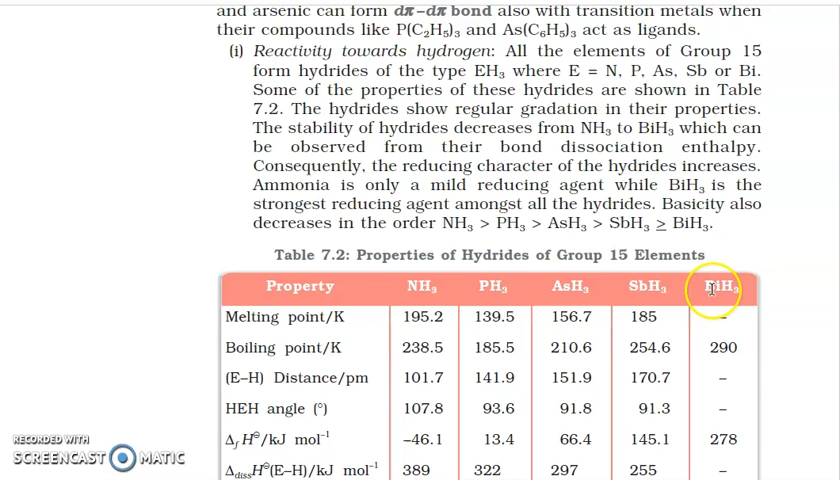 and arsenic can form dπ–dπ bond also with transition metals when
their compounds like P(C₂H₅)₃ and As(C₆H₅)₃ act as ligands.
(i) Reactivity towards hydrogen: All the elements of Group 15
form hydrides of the type EH₃ where E = N, P, As, Sb or Bi.
Some of the properties of these hydrides are shown in Table
7.2. The hydrides show regular gradation in their properties.
The stability of hydrides decreases from NH₃ to BiH₃ which can
be observed from their bond dissociation enthalpy.
Consequently, the reducing character of the hydrides increases.
Ammonia is only a mild reducing agent while BiH₃ is the
strongest reducing agent amongst all the hydrides. Basicity also
decreases in the order NH₃ > PH₃ > AsH₃ > SbH₃ ≥ BiH₃.
Table 7.2: Properties of Hydrides of Group 15 Elements
Property NH₃ PH₃ AsH₃ SbH₃ BiH₃
Melting point/K 195.2 139.5 156.7 185 –
Boiling point/K 238.5 185.5 210.6 254.6 290
(E–H) Distance/pm 101.7 141.9 151.9 170.7 –
HEH angle (°) 107.8 93.6 91.8 91.3 –
Δf H⊖/kJ mol⁻¹ –46.1 13.4 66.4 145.1 278
ΔdissH⊖(E–H)/kJ mol⁻¹ 389 322 297 255 –
RECORDED WITH
SCREENCAST MATIC